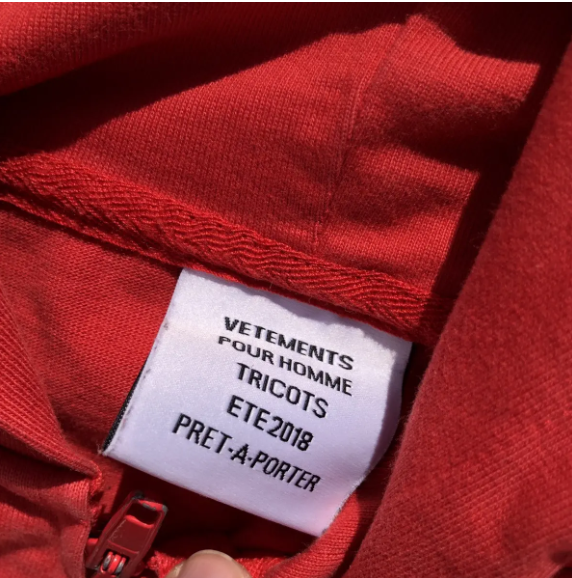 VETEMENTS
POUR HOMME
TRICOTS
ETE2018
PRET-A-PORTER